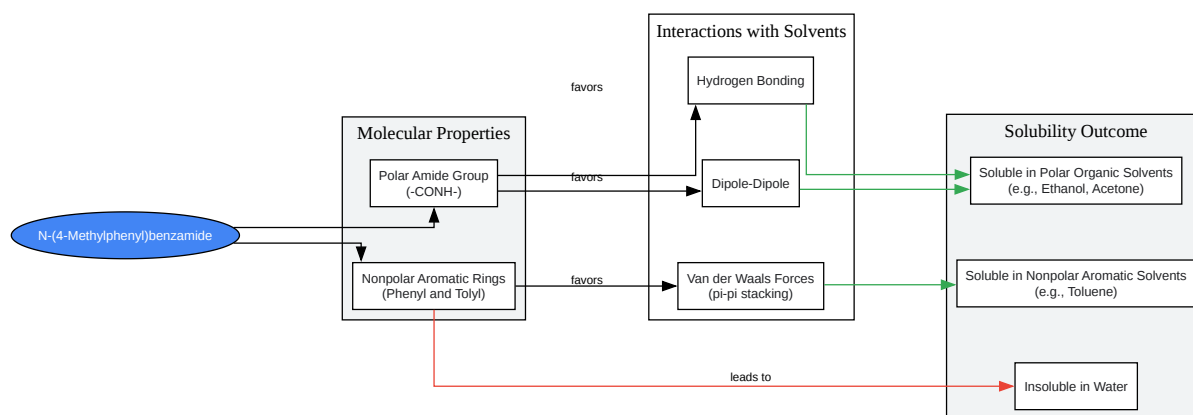 N-(4-Methylphenyl)benzamide
Molecular Properties
Polar Amide Group
(-CONH-)
Nonpolar Aromatic Rings
(Phenyl and Tolyl)
favors
favors
favors
leads to
Interactions with Solvents
Hydrogen Bonding
Dipole-Dipole
Van der Waals Forces
(pi-pi stacking)
Solubility Outcome
Soluble in Polar Organic Solvents
(e.g., Ethanol, Acetone)
Soluble in Nonpolar Aromatic Solvents
(e.g., Toluene)
Insoluble in Water